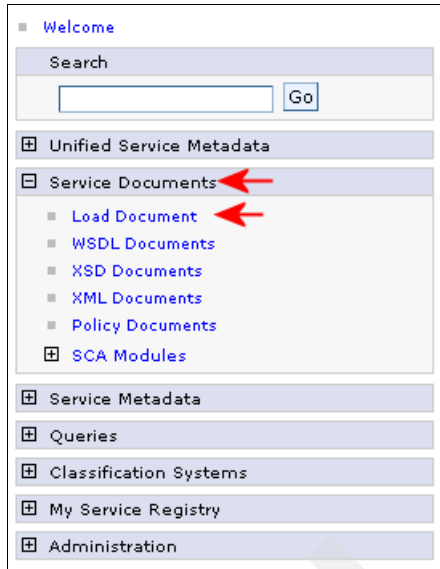 Welcome
Search
Go
Unified Service Metadata
Service Documents
Load Document
WSDL Documents
XSD Documents
XML Documents
Policy Documents
SCA Modules
Service Metadata
Queries
Classification Systems
My Service Registry
Administration